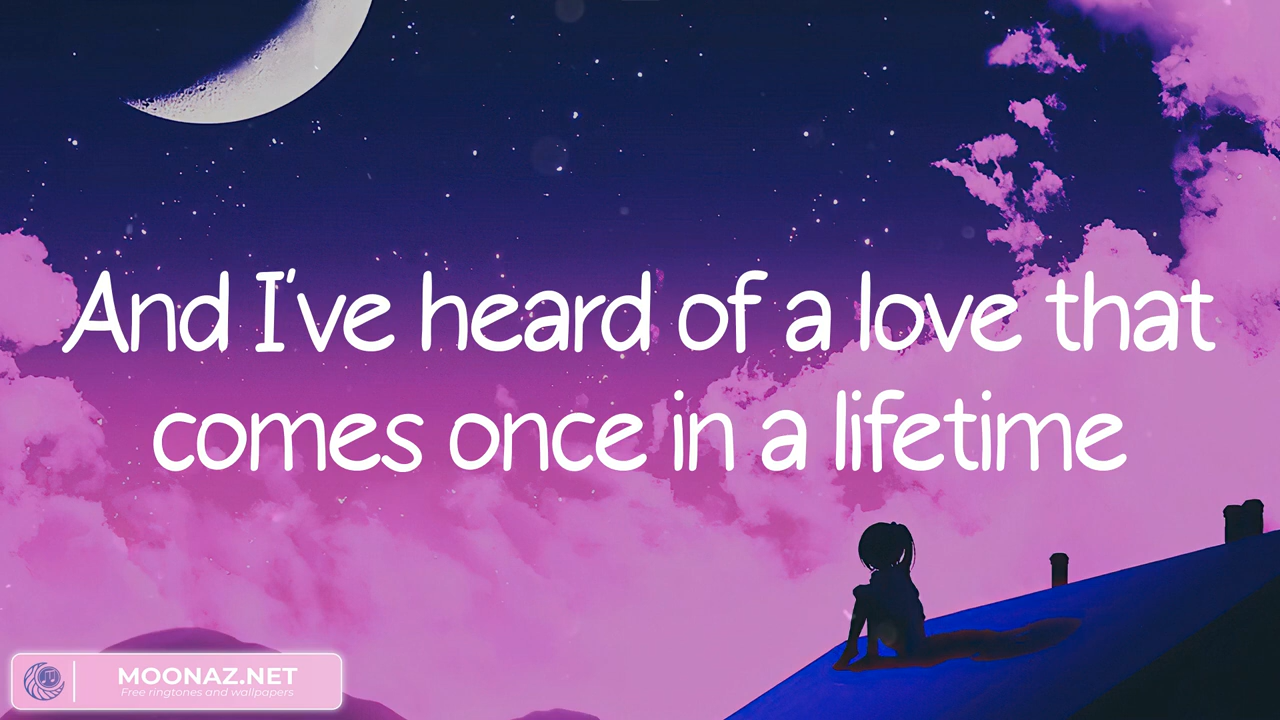 And I've heard of a love that
comes once in a lifetime
MOONAZ.NET
Free ringtones and wallpapers